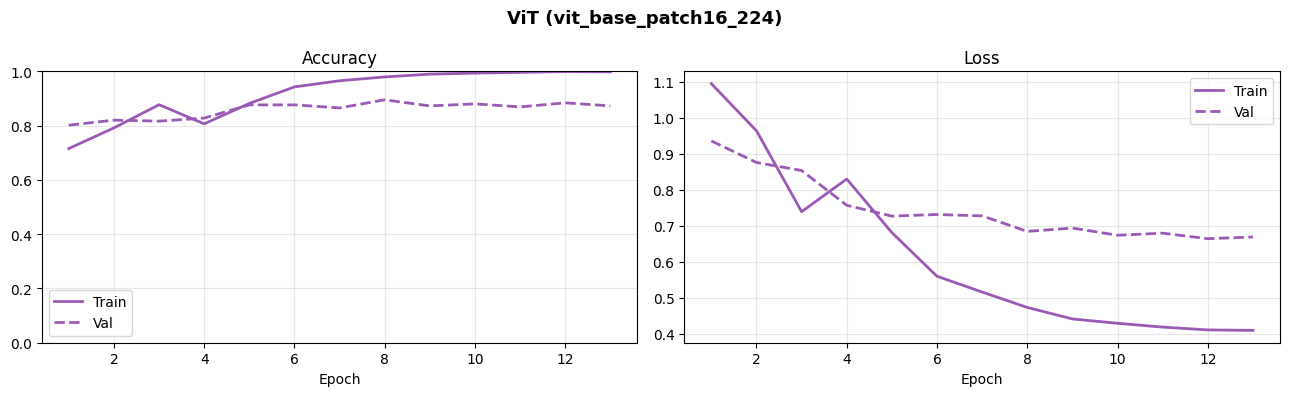 ViT (vit_base_patch16_224)
Accuracy
1.0
0.8
0.6
0.4
0.2
0.0
2 4 6 8 10 12
Epoch
Train
Val
Loss
1.1
1.0
0.9
0.8
0.7
0.6
0.5
0.4
2 4 6 8 10 12
Epoch
Train
Val